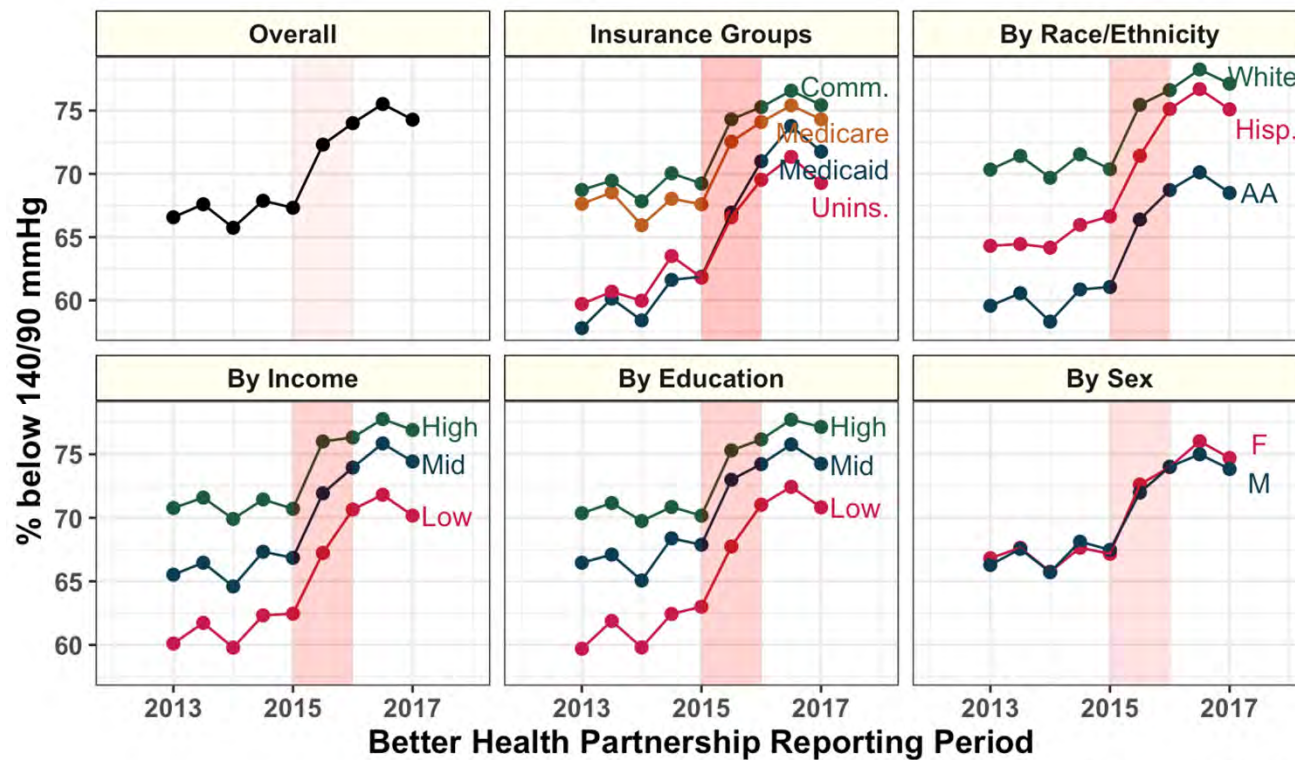 Overall
Insurance Groups
By Race/Ethnicity
% below 140/90 mmHg
75
70
65
60
Comm.
Medicare
Medicaid
Unins.
White
Hisp.
AA
By Income
By Education
By Sex
75
70
65
60
High
Mid
Low
High
Mid
Low
F
M
2013 2015 2017
2013 2015 2017
2013 2015 2017
Better Health Partnership Reporting Period